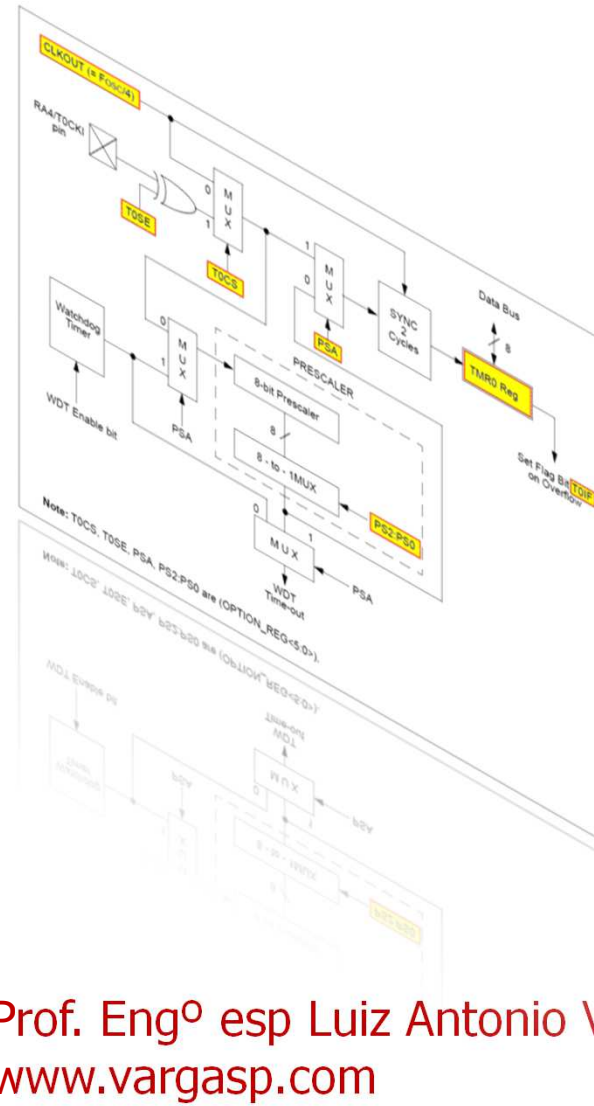 CLKOUT (= Fosc/4)
RA4/T0CKI
pin
T0SE
0
1
M
U
X
T0CS
1
0
M
U
X
PSA
SYNC
2
Cycles
Data Bus
8
TMR0 Reg
Set Flag Bit T0IF
on Overflow
Watchdog
Timer
WDT Enable bit
0
1
M
U
X
PSA
PRESCALER
8-bit Prescaler
8
8 - to - 1MUX
PS2:PS0
0
1
MUX
PSA
WDT
Time-out
Note: T0CS, T0SE, PSA, PS2:PS0 are (OPTION_REG<5:0>).
Prof. Engº esp Luiz Antonio V
www.vargasp.com